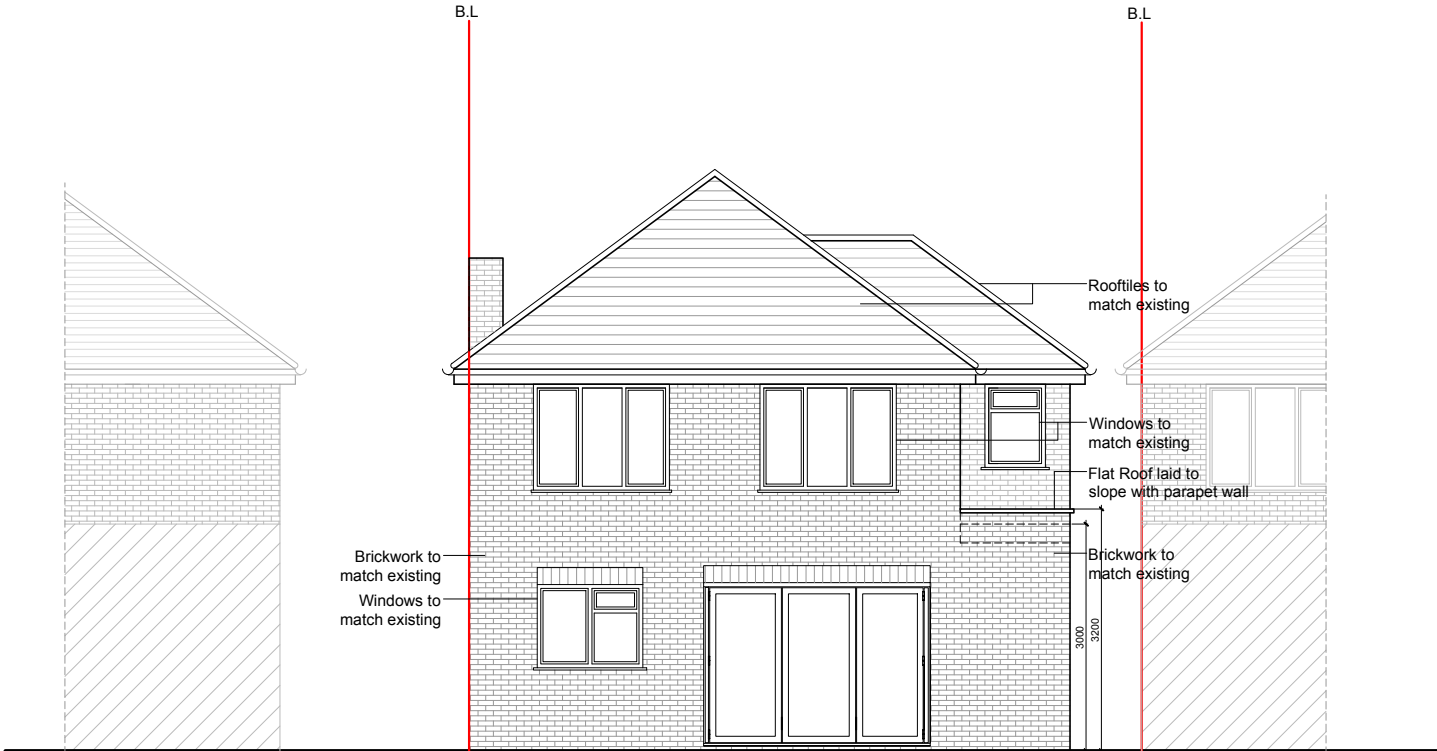 B.L
B.L
Rooftiles to
match existing
Windows to
match existing
Flat Roof laid to
slope with parapet wall
Brickwork to
match existing
Windows to
match existing
Brickwork to
match existing
3000
3200